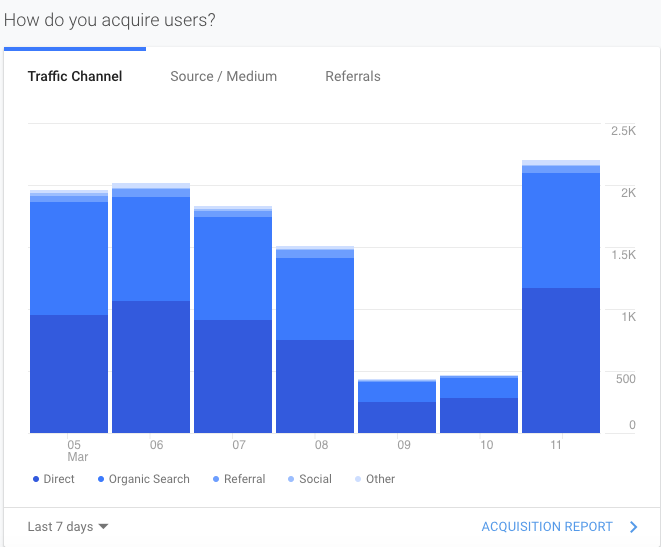 How do you acquire users?
Traffic Channel Source / Medium Referrals
2.5K
2K
1.5K
1K
500
0
05 06 07 08 09 10 11
Mar
Direct Organic Search Referral Social Other
Last 7 days ACQUISITION REPORT